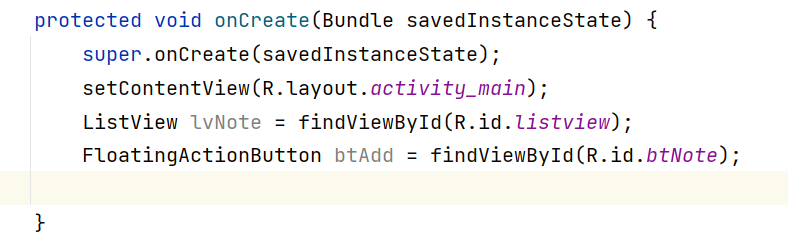 protected void onCreate(Bundle savedInstanceState) {
super.onCreate(savedInstanceState);
setContentView(R.layout.activity_main);
ListView lvNote = findViewById(R.id.listview);
FloatingActionButton btAdd = findViewById(R.id.btNote);
}